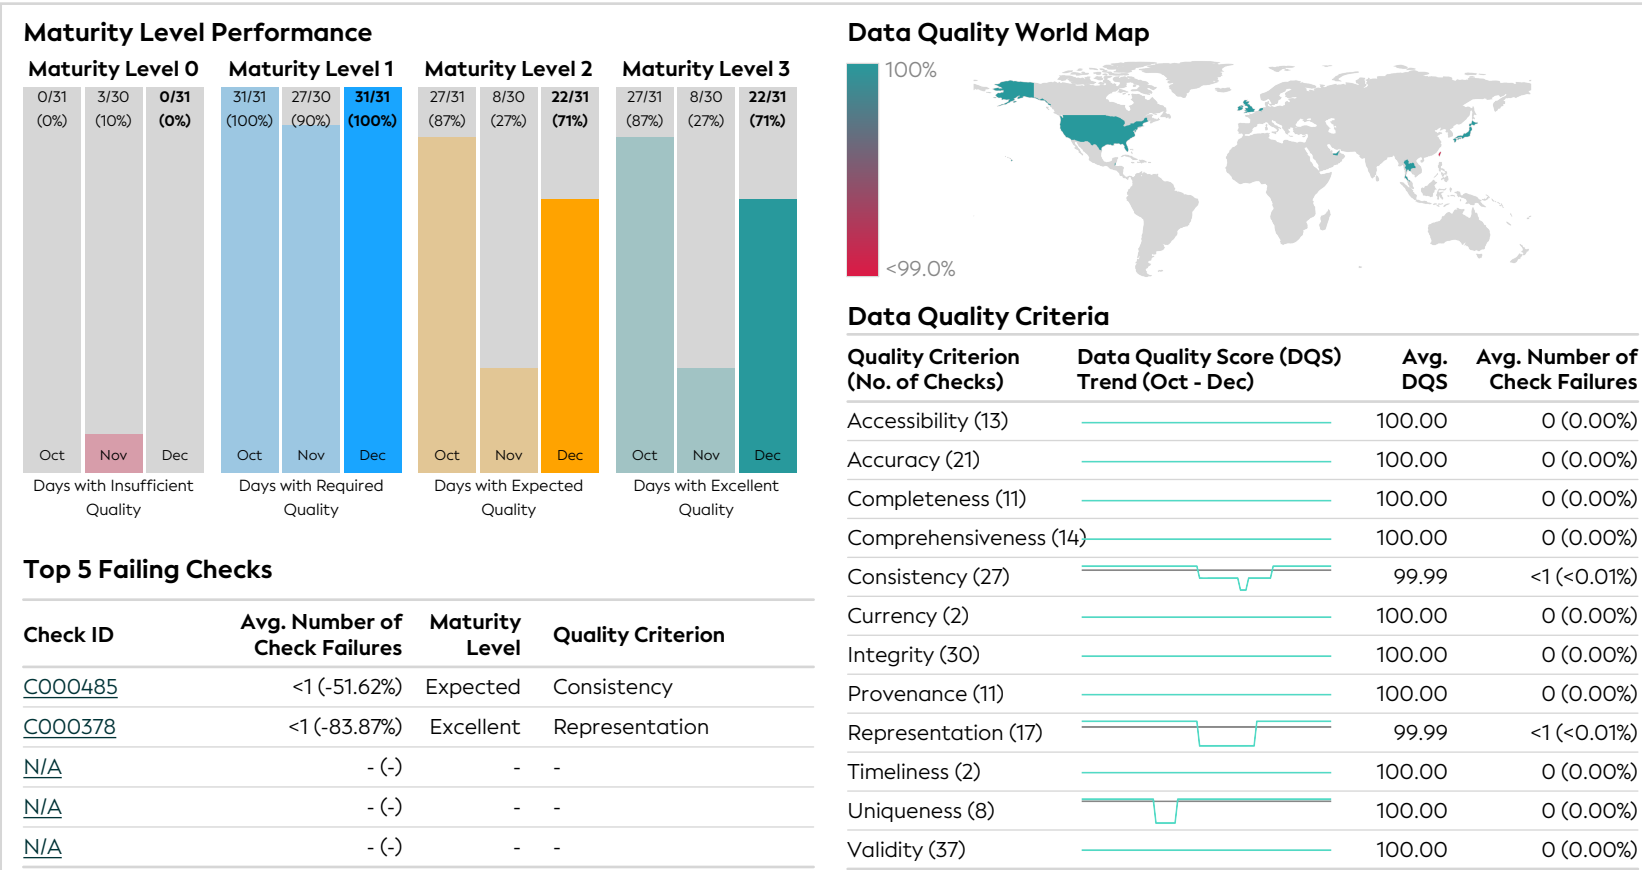 Maturity Level Performance
Maturity Level 0 Maturity Level 1 Maturity Level 2 Maturity Level 3
0/31 3/30 0/31 31/31 27/30 31/31 27/31 8/30 22/31 27/31 8/30 22/31
(0%) (10%) (0%) (100%) (90%) (100%) (87%) (27%) (71%) (87%) (27%) (71%)
Oct Nov Dec Oct Nov Dec Oct Nov Dec Oct Nov Dec
Days with Insufficient Days with Required Days with Expected Days with Excellent
Quality Quality Quality Quality
Top 5 Failing Checks
Avg. Number of Maturity
Check ID Check Failures Level Quality Criterion
C000485 <1 (-51.62%) Expected Consistency
C000378 <1 (-83.87%) Excellent Representation
N/A - (-) - -
N/A - (-) - -
N/A - (-) - -
Data Quality World Map
100%
<99.0%
Data Quality Criteria
Quality Criterion Data Quality Score (DQS) Avg. Avg. Number of
(No. of Checks) Trend (Oct - Dec) DQS Check Failures
Accessibility (13) 100.00 0 (0.00%)
Accuracy (21) 100.00 0 (0.00%)
Completeness (11) 100.00 0 (0.00%)
Comprehensiveness (14) 100.00 0 (0.00%)
Consistency (27) 99.99 <1 (<0.01%)
Currency (2) 100.00 0 (0.00%)
Integrity (30) 100.00 0 (0.00%)
Provenance (11) 100.00 0 (0.00%)
Representation (17) 99.99 <1 (<0.01%)
Timeliness (2) 100.00 0 (0.00%)
Uniqueness (8) 100.00 0 (0.00%)
Validity (37) 100.00 0 (0.00%)